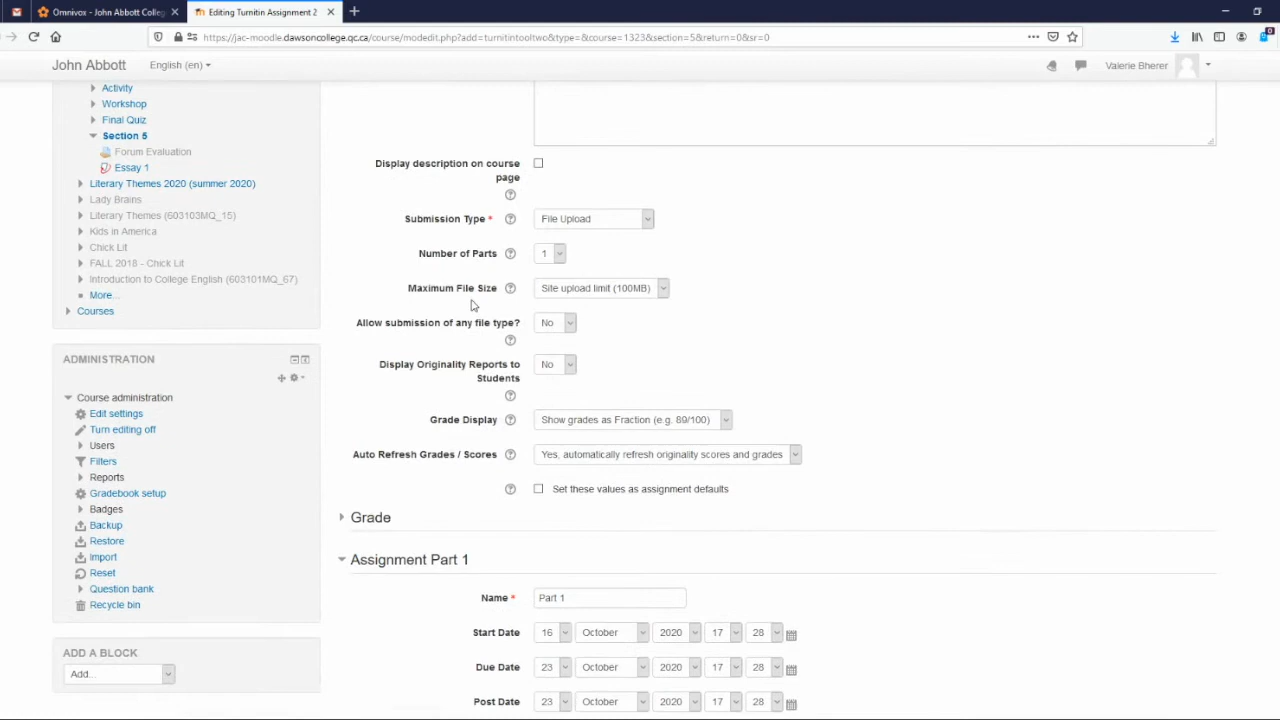 Omnivox - John Abbott Colleg
Editing Turnitin Assignment 2
https://jac-moodle.dawsoncollege.qc.ca/course/modedit.php?add=turnitintooltwo&type=&course=1323&section=5&return=0&sr=0
John Abbott
English (en)
Valerie Bherer
Activity
Workshop
Final Quiz
Section 5
Forum Evaluation
Essay 1
Literary Themes 2020 (summer 2020)
Lady Brains
Literary Themes (603103MQ_15)
Kids in America
Chick Lit
FALL 2018 - Chick Lit
Introduction to College English (603101MQ_67)
More...
Courses
ADMINISTRATION
Course administration
Edit settings
Turn editing off
Users
Filters
Reports
Gradebook setup
Badges
Backup
Restore
Import
Reset
Question bank
Recycle bin
ADD A BLOCK
Add...
Display description on course
page
Submission Type * File Upload
Number of Parts 1
Maximum File Size Site upload limit (100MB)
Allow submission of any file type? No
Display Originality Reports to No
Students
Grade Display Show grades as Fraction (e.g. 89/100)
Auto Refresh Grades / Scores Yes, automatically refresh originality scores and grades
Set these values as assignment defaults
Grade
Assignment Part 1
Name * Part 1
Start Date 16 October 2020 17 28
Due Date 23 October 2020 17 28
Post Date 23 October 2020 17 28